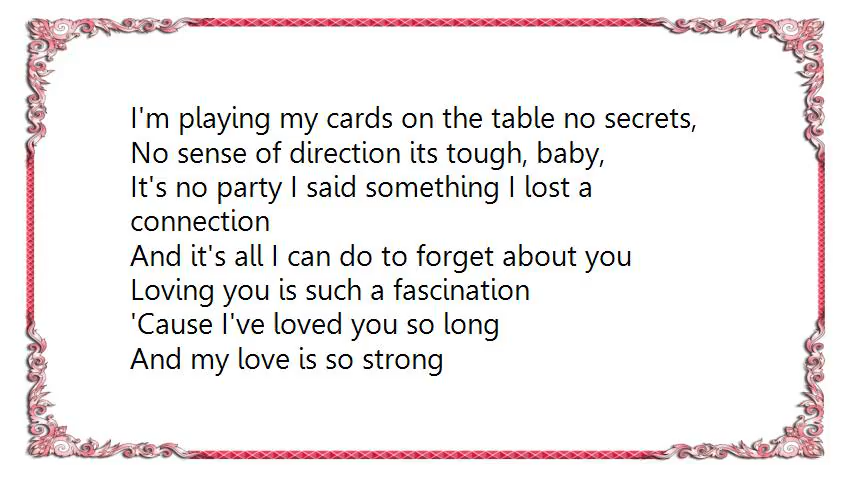 I'm playing my cards on the table no secrets,
No sense of direction its tough, baby,
It's no party I said something I lost a
connection
And it's all I can do to forget about you
Loving you is such a fascination
'Cause I've loved you so long
And my love is so strong